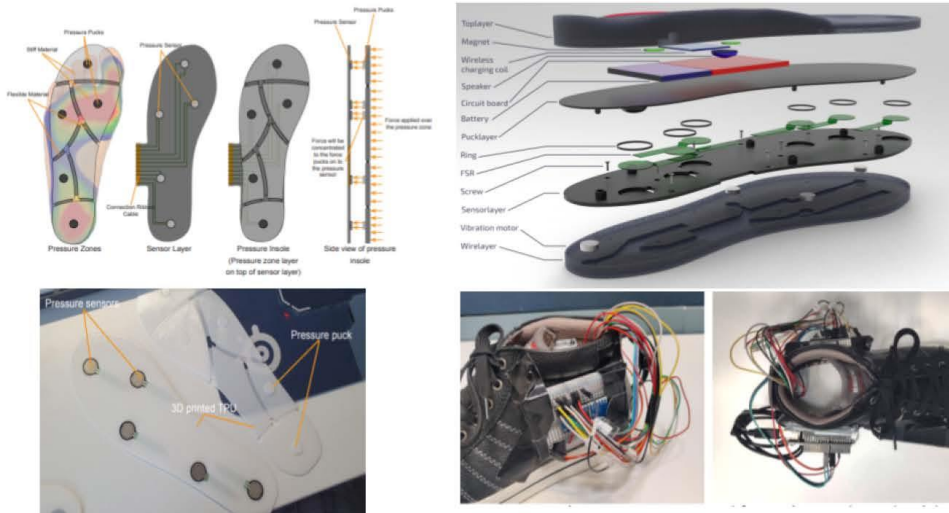 Pressure Pucks
Stiff Material
Flexible Material
Pressure Sensor
Pressure Sensor
Pressure Pucks
Force will be
concentrated
to the force
pucks on to
the pressure
sensor
Force applied over
the pressure zone
Connection Ribbon
Cable
Pressure Zones
Sensor Layer
Pressure Insole
(Pressure zone layer
on top of sensor layer)
Side view of pressure
insole
Toplayer
Magnet
Wireless
charging coil
Speaker
Circuit board
Battery
Pucklayer
Ring
FSR
Screw
Sensorlayer
Vibration motor
Wirelayer
Pressure sensors
Pressure puck
3D printed TPU